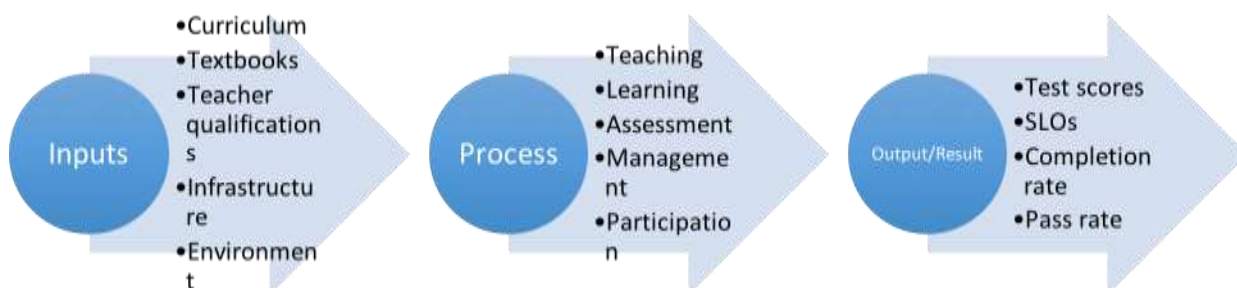 Inputs
•Curriculum
•Textbooks
•Teacher
qualification
s
•Infrastructu
re
•Environmen
t
Process
•Teaching
•Learning
•Assessment
•Manageme
nt
•Participatio
n
Output/Result
•Test scores
•SLOs
•Completion
rate
•Pass rate